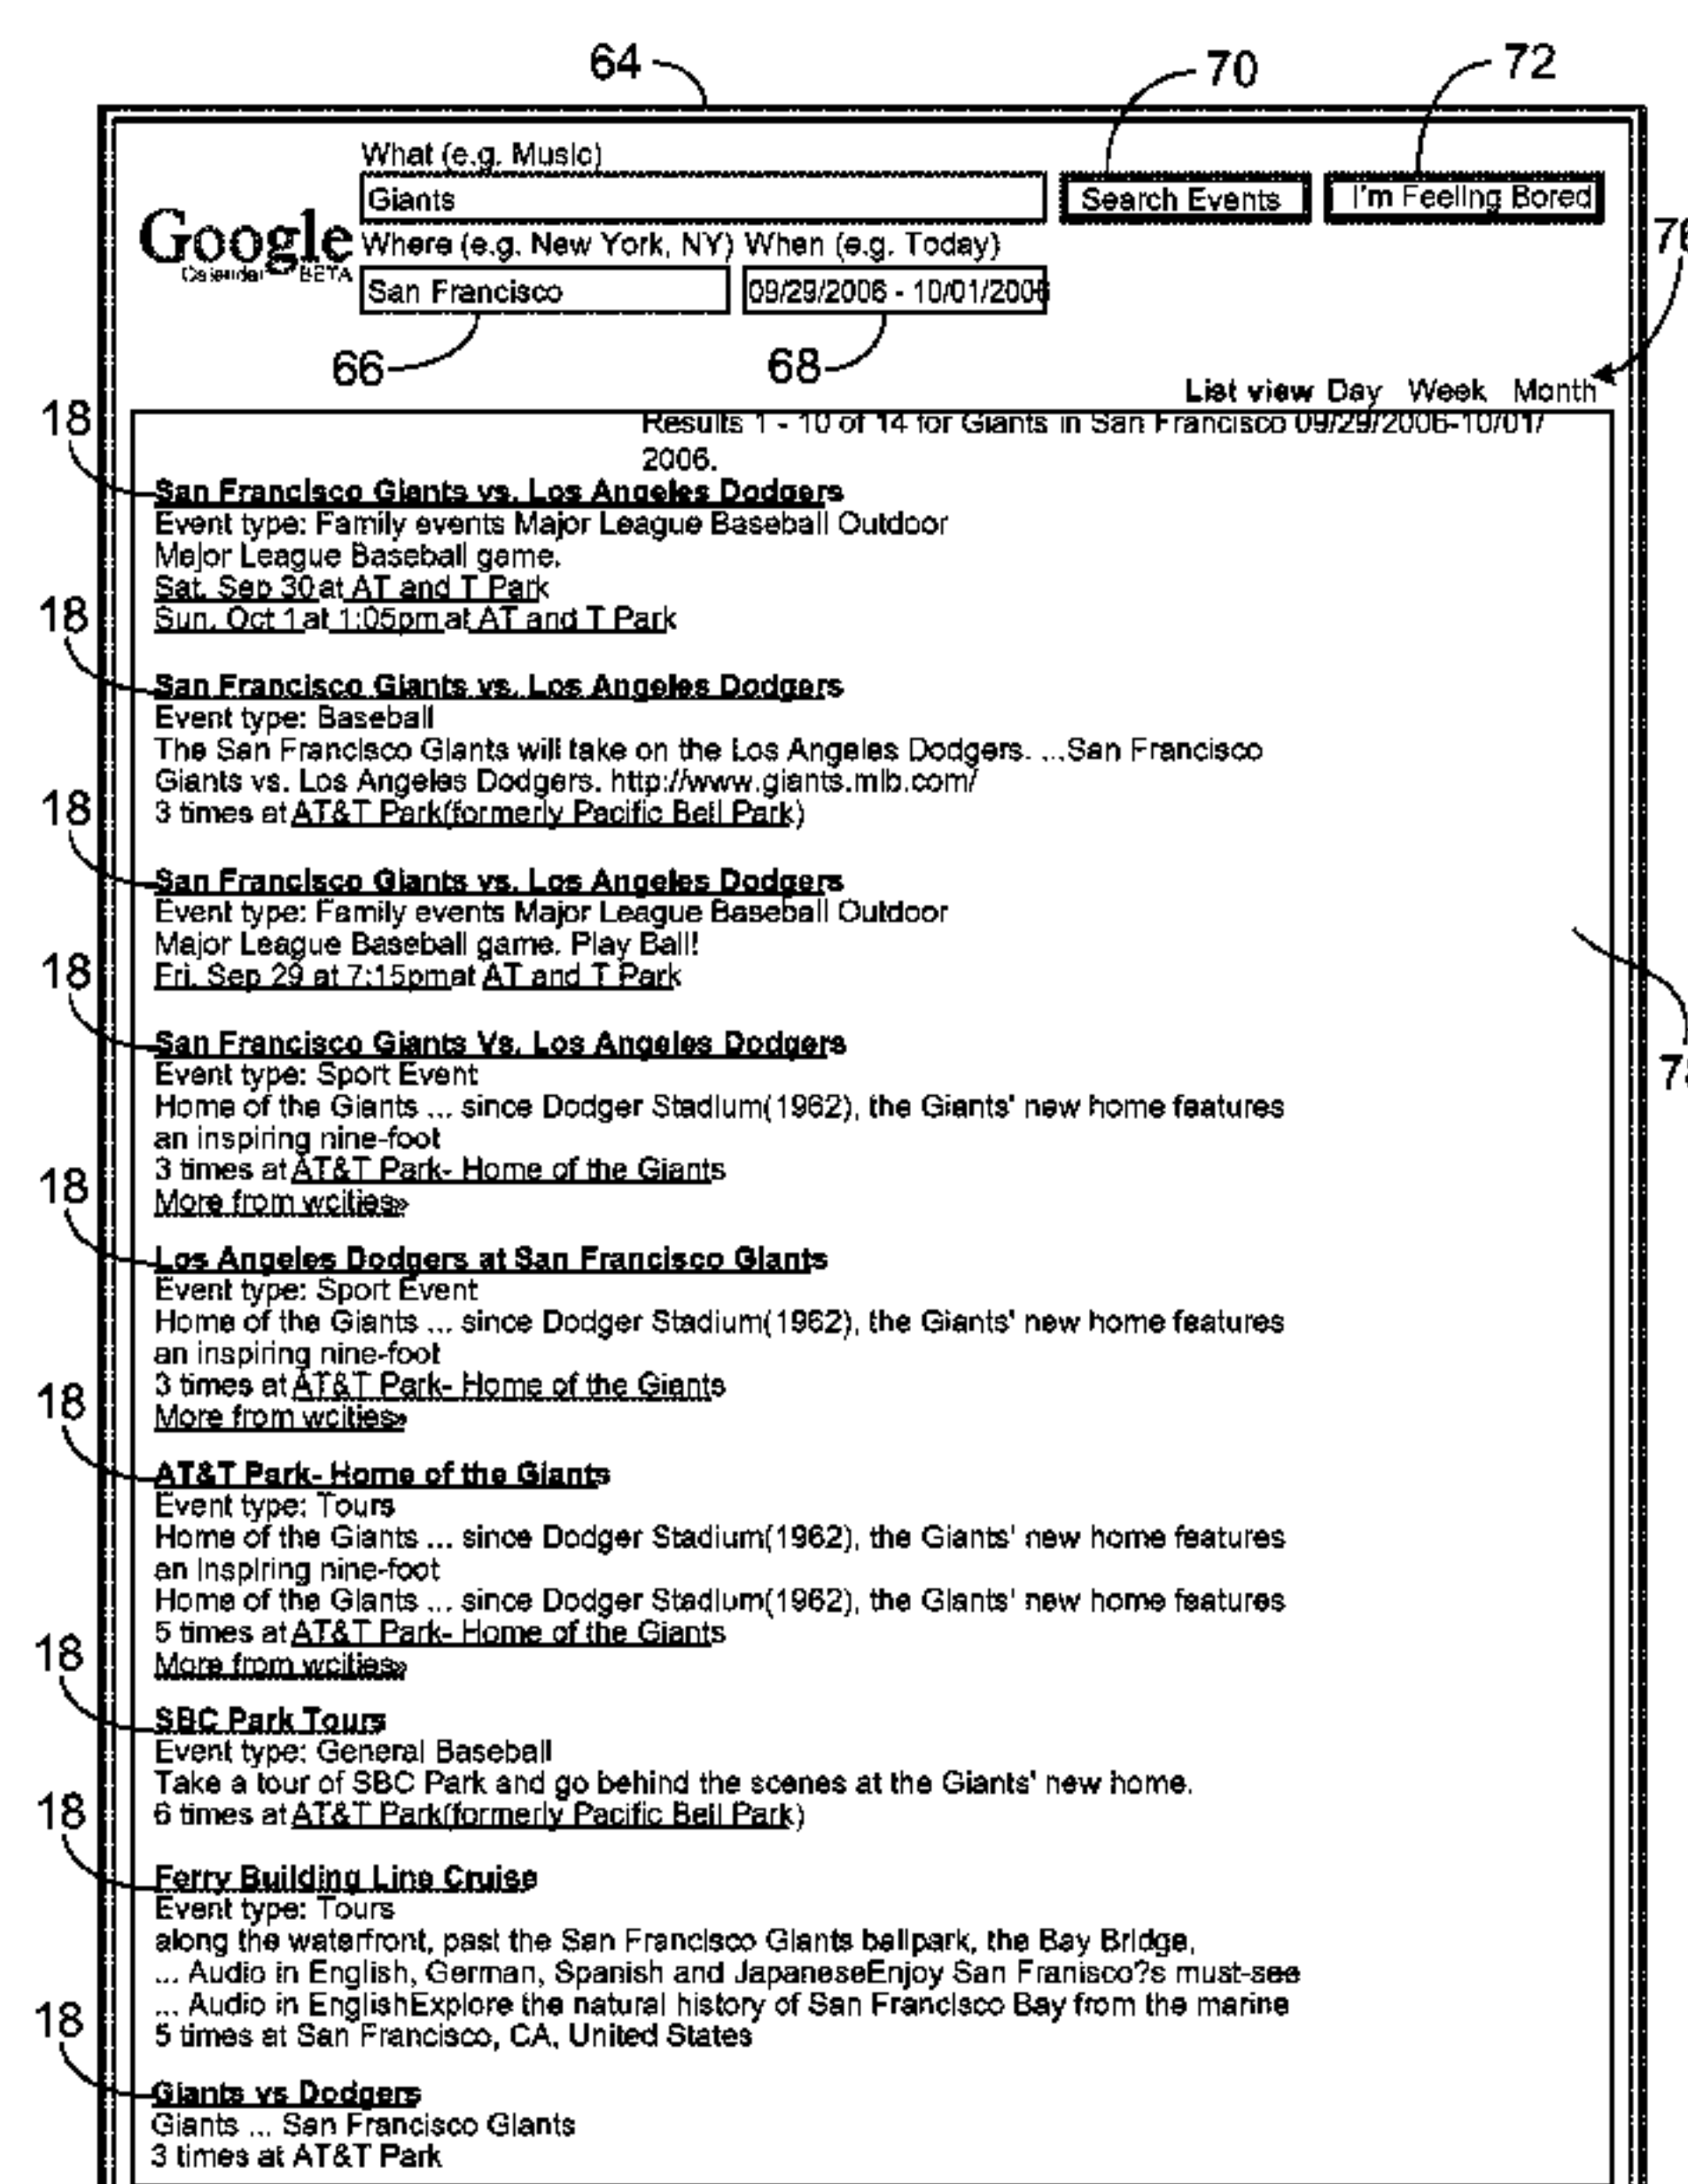 64
70
72
What (e.g. Music)
Giants
Search Events
I'm Feeling Bored
Google
Calendar BETA
Where (e.g. New York, NY) When (e.g. Today)
San Francisco
09/29/2006 - 10/01/2006
66
68
List view Day Week Month
18
Results 1 - 10 of 14 for Giants in San Francisco 09/29/2006-10/01/
2006.
San Francisco Giants vs. Los Angeles Dodgers
Event type: Family events Major League Baseball Outdoor
Major League Baseball game.
Sat. Sep 30 at AT and T Park
18
Sun. Oct 1 at 1:05pm at AT and T Park
San Francisco Giants vs. Los Angeles Dodgers
Event type: Baseball
The San Francisco Giants will take on the Los Angeles Dodgers. ...San Francisco
Giants vs. Los Angeles Dodgers. http://www.giants.mlb.com/
18
3 times at AT&T Park(formerly Pacific Bell Park)
San Francisco Giants vs. Los Angeles Dodgers
Event type: Family events Major League Baseball Outdoor
Major League Baseball game. Play Ball!
18
Fri. Sep 29 at 7:15pmat AT and T Park
San Francisco Giants Vs. Los Angeles Dodgers
Event type: Sport Event
Home of the Giants ... since Dodger Stadium(1962), the Giants' new home features
an inspiring nine-foot
3 times at AT&T Park- Home of the Giants
18
More from wcities»
Los Angeles Dodgers at San Francisco Giants
Event type: Sport Event
Home of the Giants ... since Dodger Stadium(1962), the Giants' new home features
an inspiring nine-foot
3 times at AT&T Park- Home of the Giants
18
More from wcities»
AT&T Park- Home of the Giants
Event type: Tours
Home of the Giants ... since Dodger Stadium(1962), the Giants' new home features
an Inspiring nine-foot
Home of the Giants ... since Dodger Stadium(1962), the Giants' new home features
5 times at AT&T Park- Home of the Giants
18
More from wcities»
SBC Park Tours
Event type: General Baseball
Take a tour of SBC Park and go behind the scenes at the Giants' new home.
18
6 times at AT&T Park(formerly Pacific Bell Park)
Ferry Building Line Cruise
Event type: Tours
along the waterfront, past the San Francisco Giants ballpark, the Bay Bridge,
... Audio in English, German, Spanish and JapaneseEnjoy San Franisco?s must-see
... Audio in EnglishExplore the natural history of San Francisco Bay from the marine
18
5 times at San Francisco, CA, United States
Giants vs Dodgers
Giants ... San Francisco Giants
3 times at AT&T Park